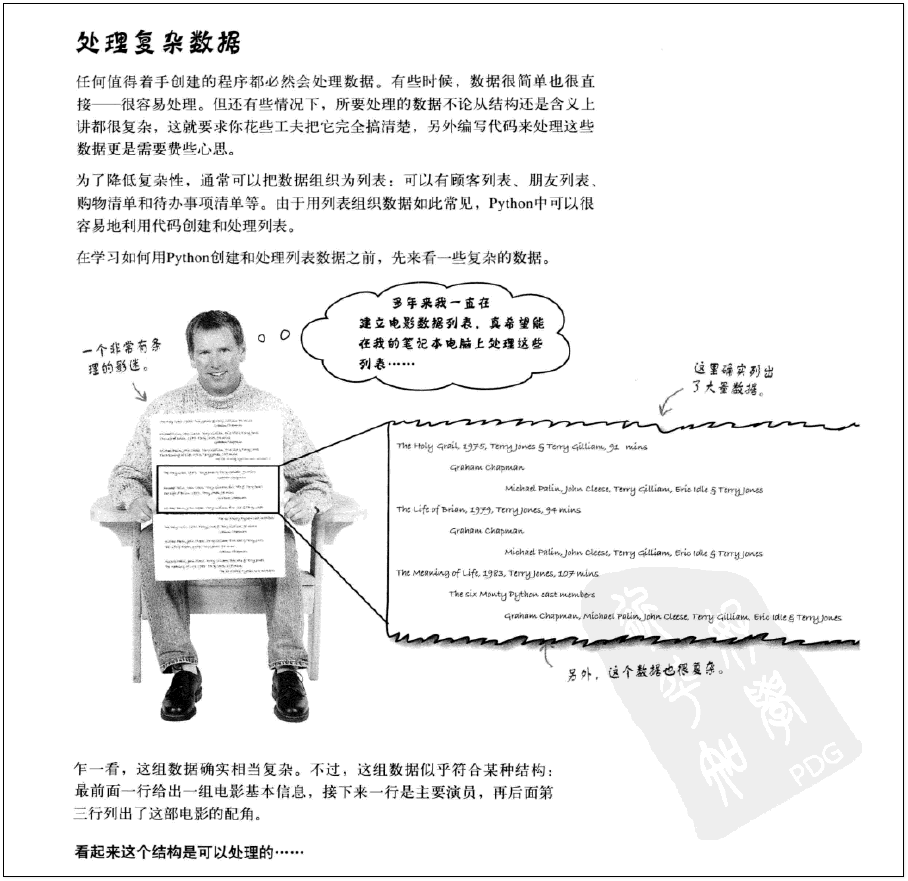 处理复杂数据
任何值得着手创建的程序都必然会处理数据。有些时候，数据很简单也很直
接——很容易处理。但还有些情况下，所要处理的数据不论从结构还是含义上
讲都很复杂，这就要求你花些工夫把它完全搞清楚，另外编写代码来处理这些
数据更是需要费些心思。
为了降低复杂性，通常可以把数据组织为列表：可以有顾客列表、朋友列表、
购物清单和待办事项清单等。由于用列表组织数据如此常见，Python中可以很
容易地利用代码创建和处理列表。
在学习如何用Python创建和处理列表数据之前，先来看一些复杂的数据。
多年来我一直在
建立电影数据列表，真希望能
在我的笔记本电脑上处理这些
列表……
一个非常有条
理的影迷。
这里确实列出
了大量数据。
The Holy Grail, 1975, Terry Jones & Terry Gilliam, 91 mins
Graham Chapman
Michael Palin, John Cleese, Terry Gilliam, Eric Idle & Terry Jones
The Life of Brian, 1979, Terry Jones, 94 mins
Graham Chapman
Michael Palin, John Cleese, Terry Gilliam, Eric Idle & Terry Jones
The Meaning of Life, 1983, Terry Jones, 107 mins
The six Monty Python cast members
Graham Chapman, Michael Palin, John Cleese, Terry Gilliam, Eric Idle & Terry Jones
另外，这个数据也很复杂。
PDG
乍一看，这组数据确实相当复杂。不过，这组数据似乎符合某种结构：
最前面一行给出一组电影基本信息，接下来一行是主要演员，再后面第
三行列出了这部电影的配角。
看起来这个结构是可以处理的……